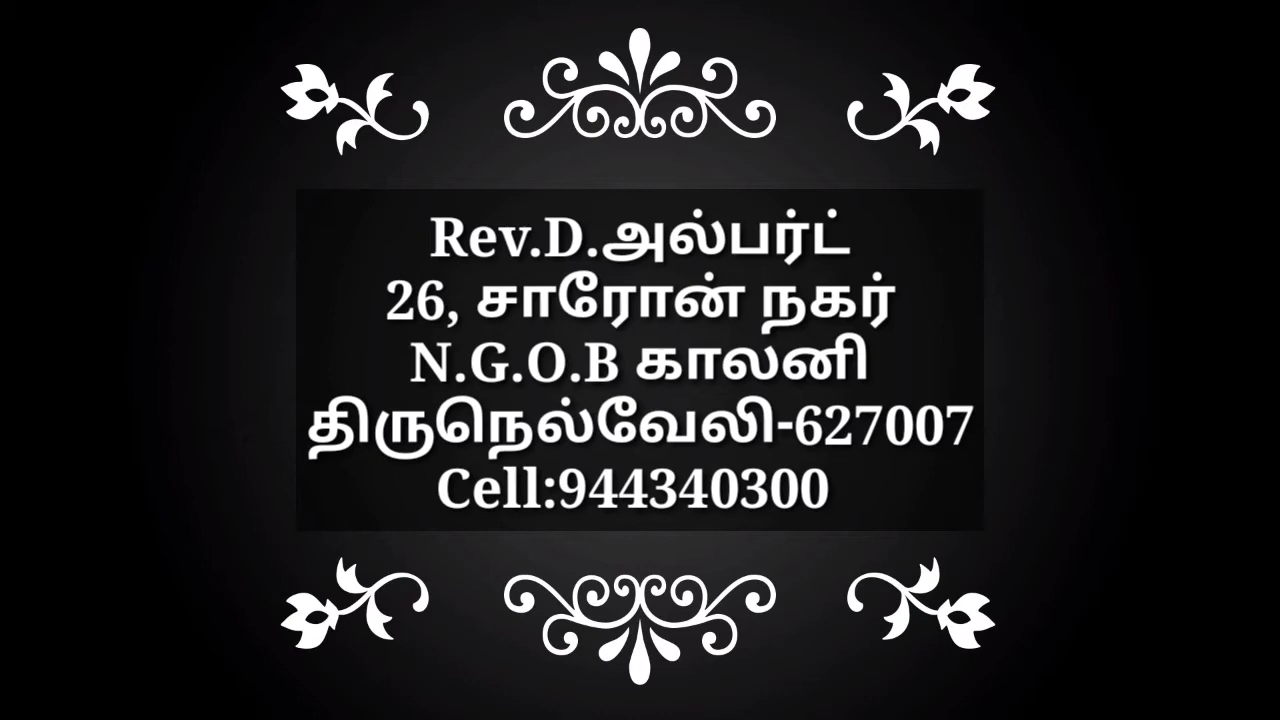 Rev.D.அல்பர்ட்
26, சாரோன் நகர்
N.G.O.B காலனி
திருநெல்வேலி-627007
Cell:944340300